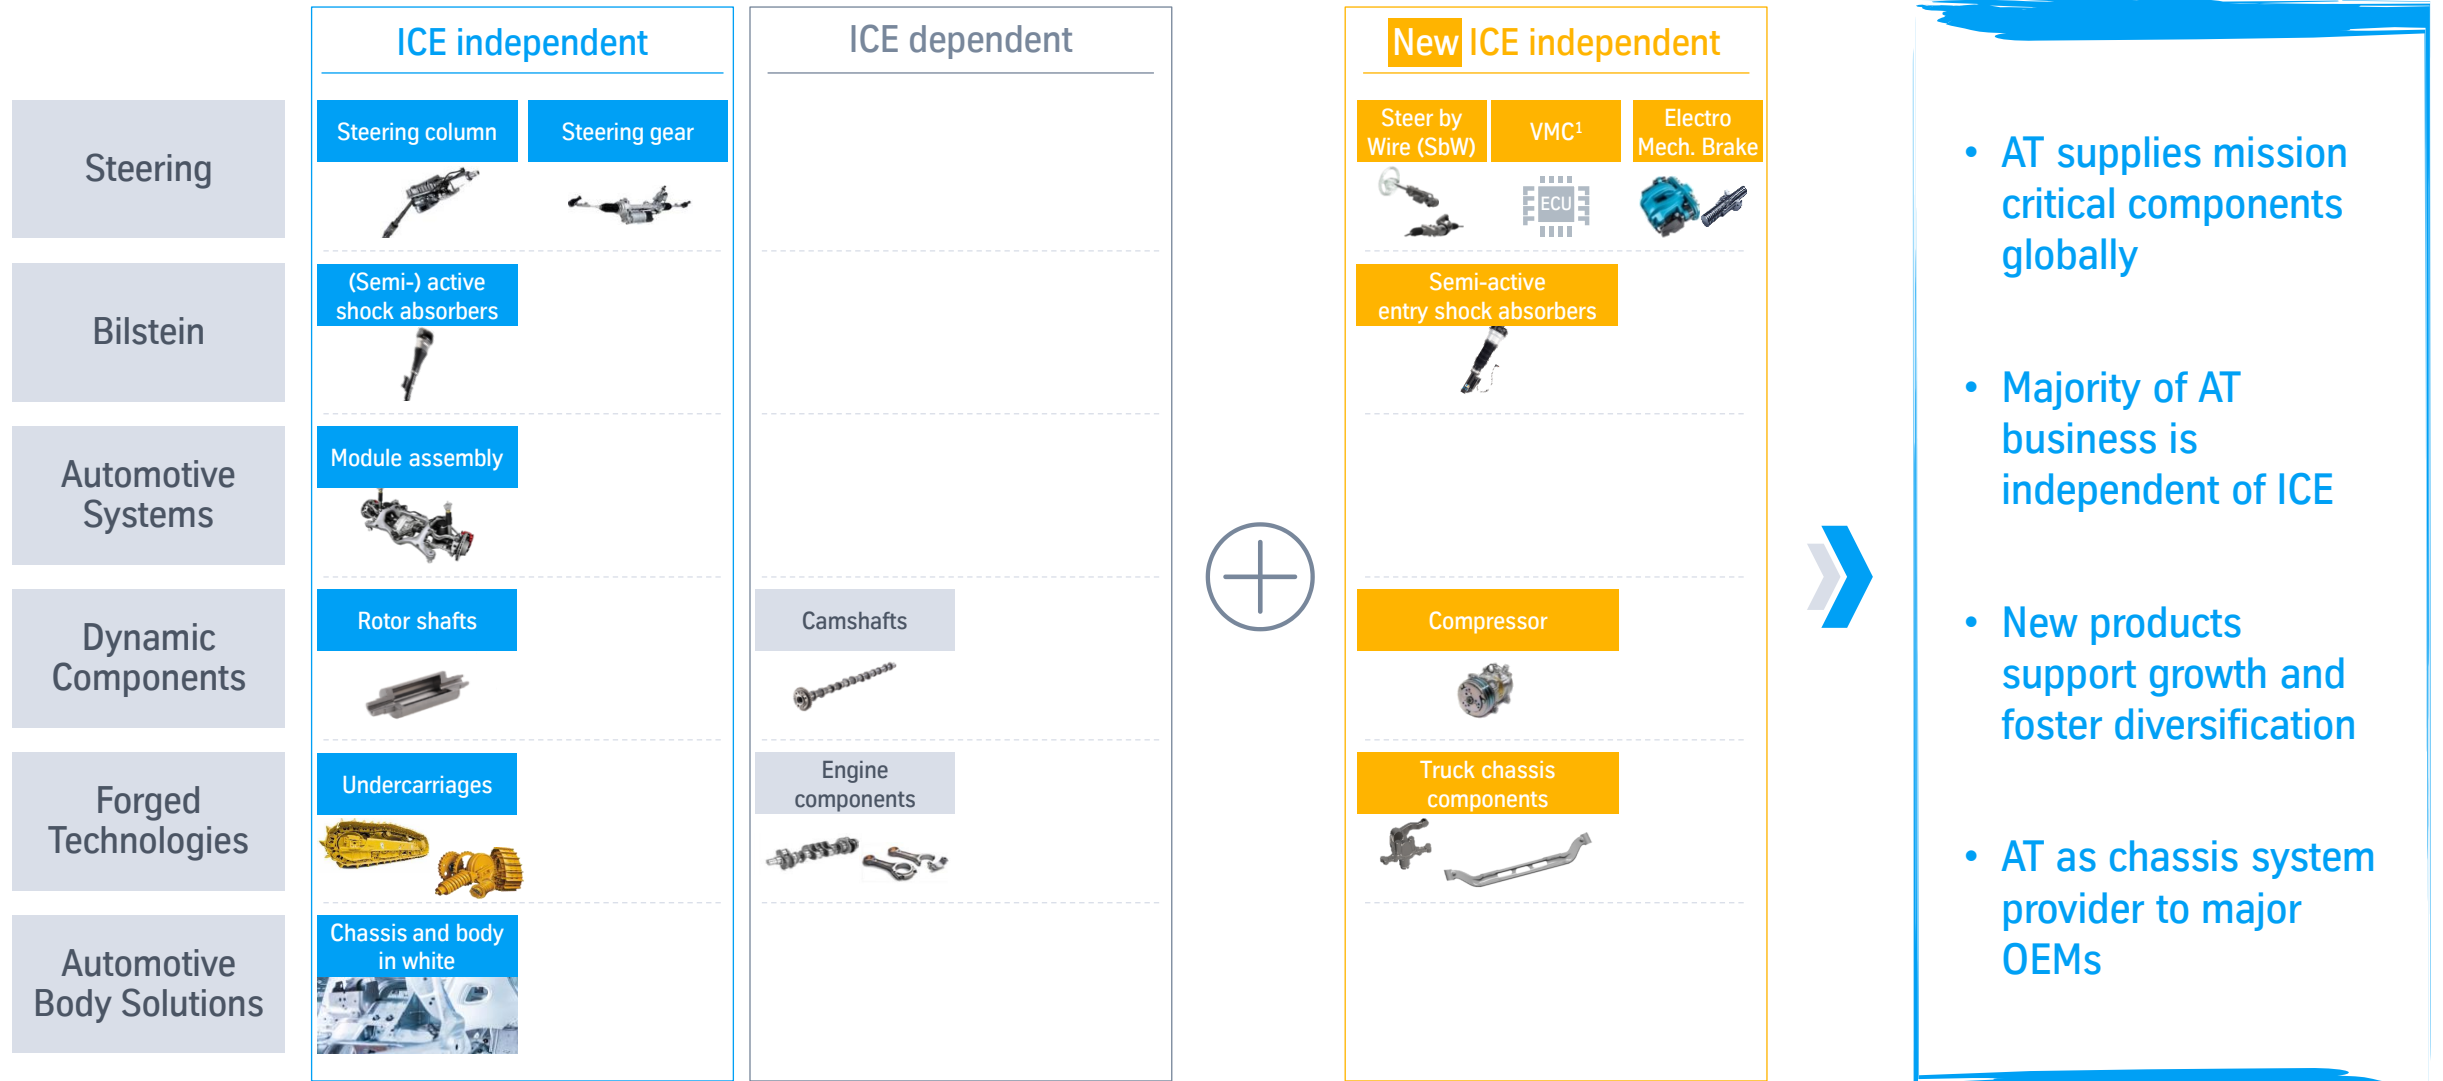 ICE independent
ICE dependent
New ICE independent
Steering
Steering column
Steering gear
Steer by
Wire (SbW)
VMC¹
Electro
Mech. Brake
ECU
Bilstein
(Semi-) active
shock absorbers
Semi-active
entry shock absorbers
Automotive
Systems
Module assembly
Dynamic
Components
Rotor shafts
Camshafts
Compressor
Forged
Technologies
Undercarriages
Engine
components
Truck chassis
components
Automotive
Body Solutions
Chassis and body
in white
• AT supplies mission
critical components
globally
• Majority of AT
business is
independent of ICE
• New products
support growth and
foster diversification
• AT as chassis system
provider to major
OEMs